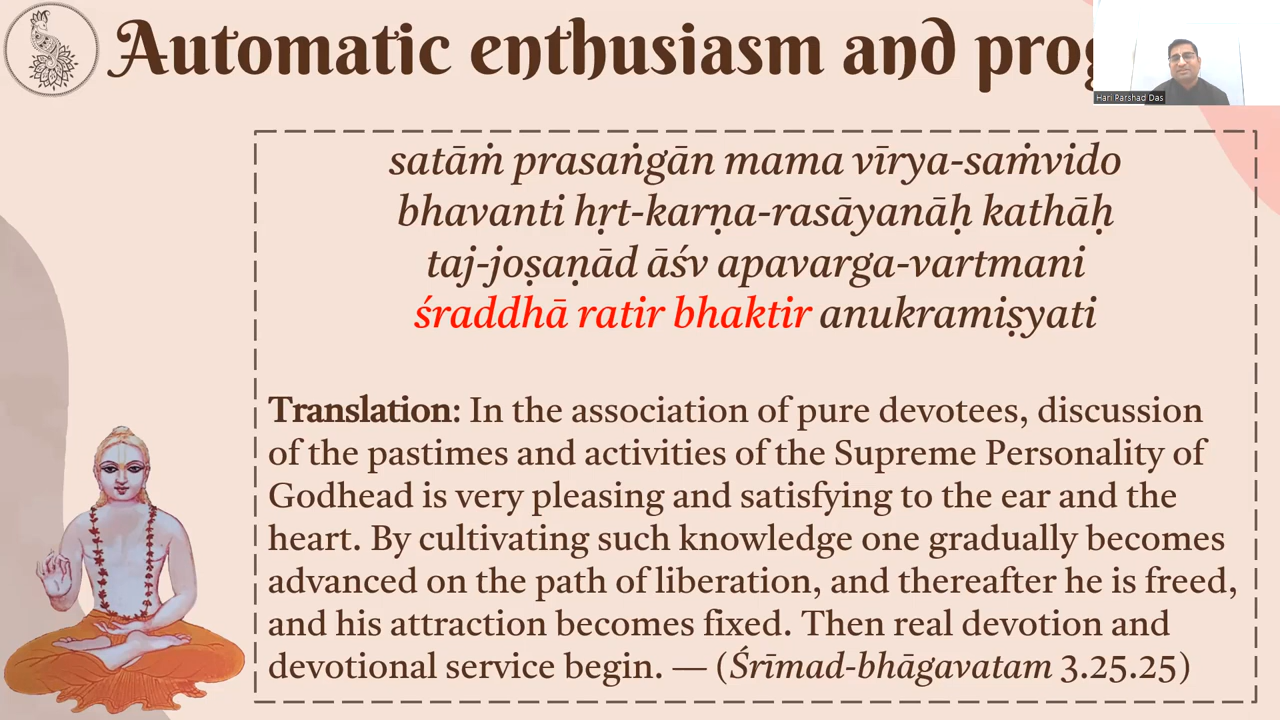 Automatic enthusiasm and
Hari Parshad Das
satāṁ prasaṅgān mama vīrya-saṁvido
bhavanti hṛt-karṇa-rasāyanāḥ kathāḥ
taj-joṣaṇād āśv apavarga-vartmani
śraddhā ratir bhaktir anukramiṣyati
Translation: In the association of pure devotees, discussion
of the pastimes and activities of the Supreme Personality of
Godhead is very pleasing and satisfying to the ear and the
heart. By cultivating such knowledge one gradually becomes
advanced on the path of liberation, and thereafter he is freed,
and his attraction becomes fixed. Then real devotion and
devotional service begin. — (Śrīmad-bhāgavatam 3.25.25)